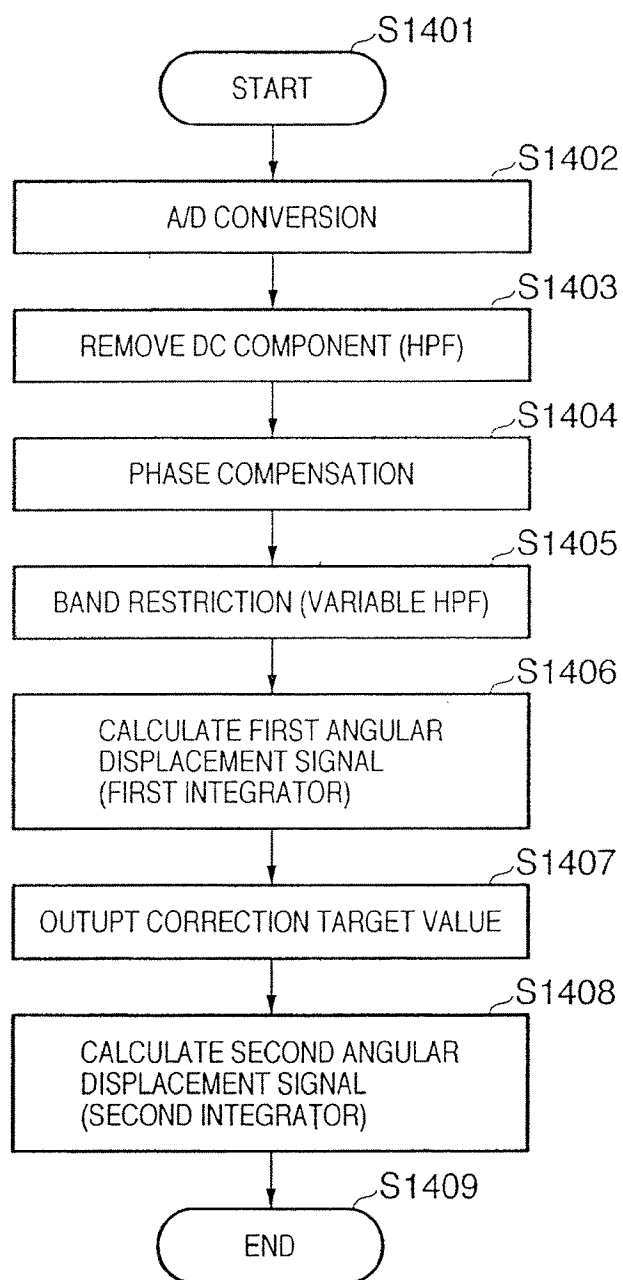 S1401
START
S1402
A/D CONVERSION
S1403
REMOVE DC COMPONENT (HPF)
S1404
PHASE COMPENSATION
S1405
BAND RESTRICTION (VARIABLE HPF)
S1406
CALCULATE FIRST ANGULAR
DISPLACEMENT SIGNAL
(FIRST INTEGRATOR)
S1407
OUTUPT CORRECTION TARGET VALUE
S1408
CALCULATE SECOND ANGULAR
DISPLACEMENT SIGNAL
(SECOND INTEGRATOR)
S1409
END